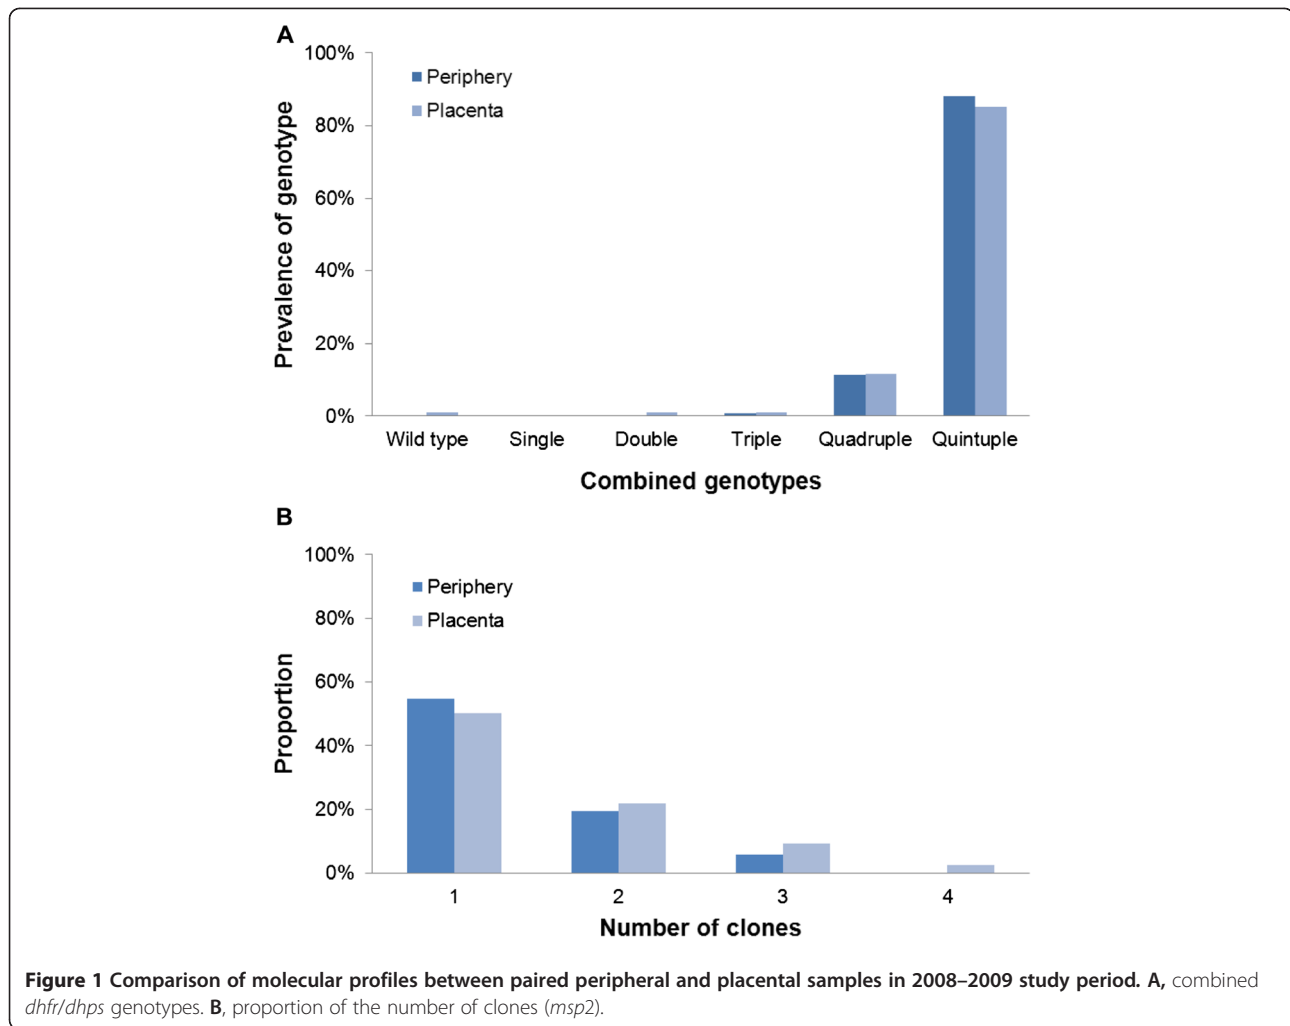 A
100%
80%
60%
40%
20%
0%
Prevalence of genotype
Periphery
Placenta
Wild type Single Double Triple Quadruple Quintuple
Combined genotypes
B
100%
80%
60%
40%
20%
0%
Proportion
Periphery
Placenta
1 2 3 4
Number of clones
Figure 1 Comparison of molecular profiles between paired peripheral and placental samples in 2008–2009 study period. A, combined
dhfr/dhps genotypes. B, proportion of the number of clones (msp2).